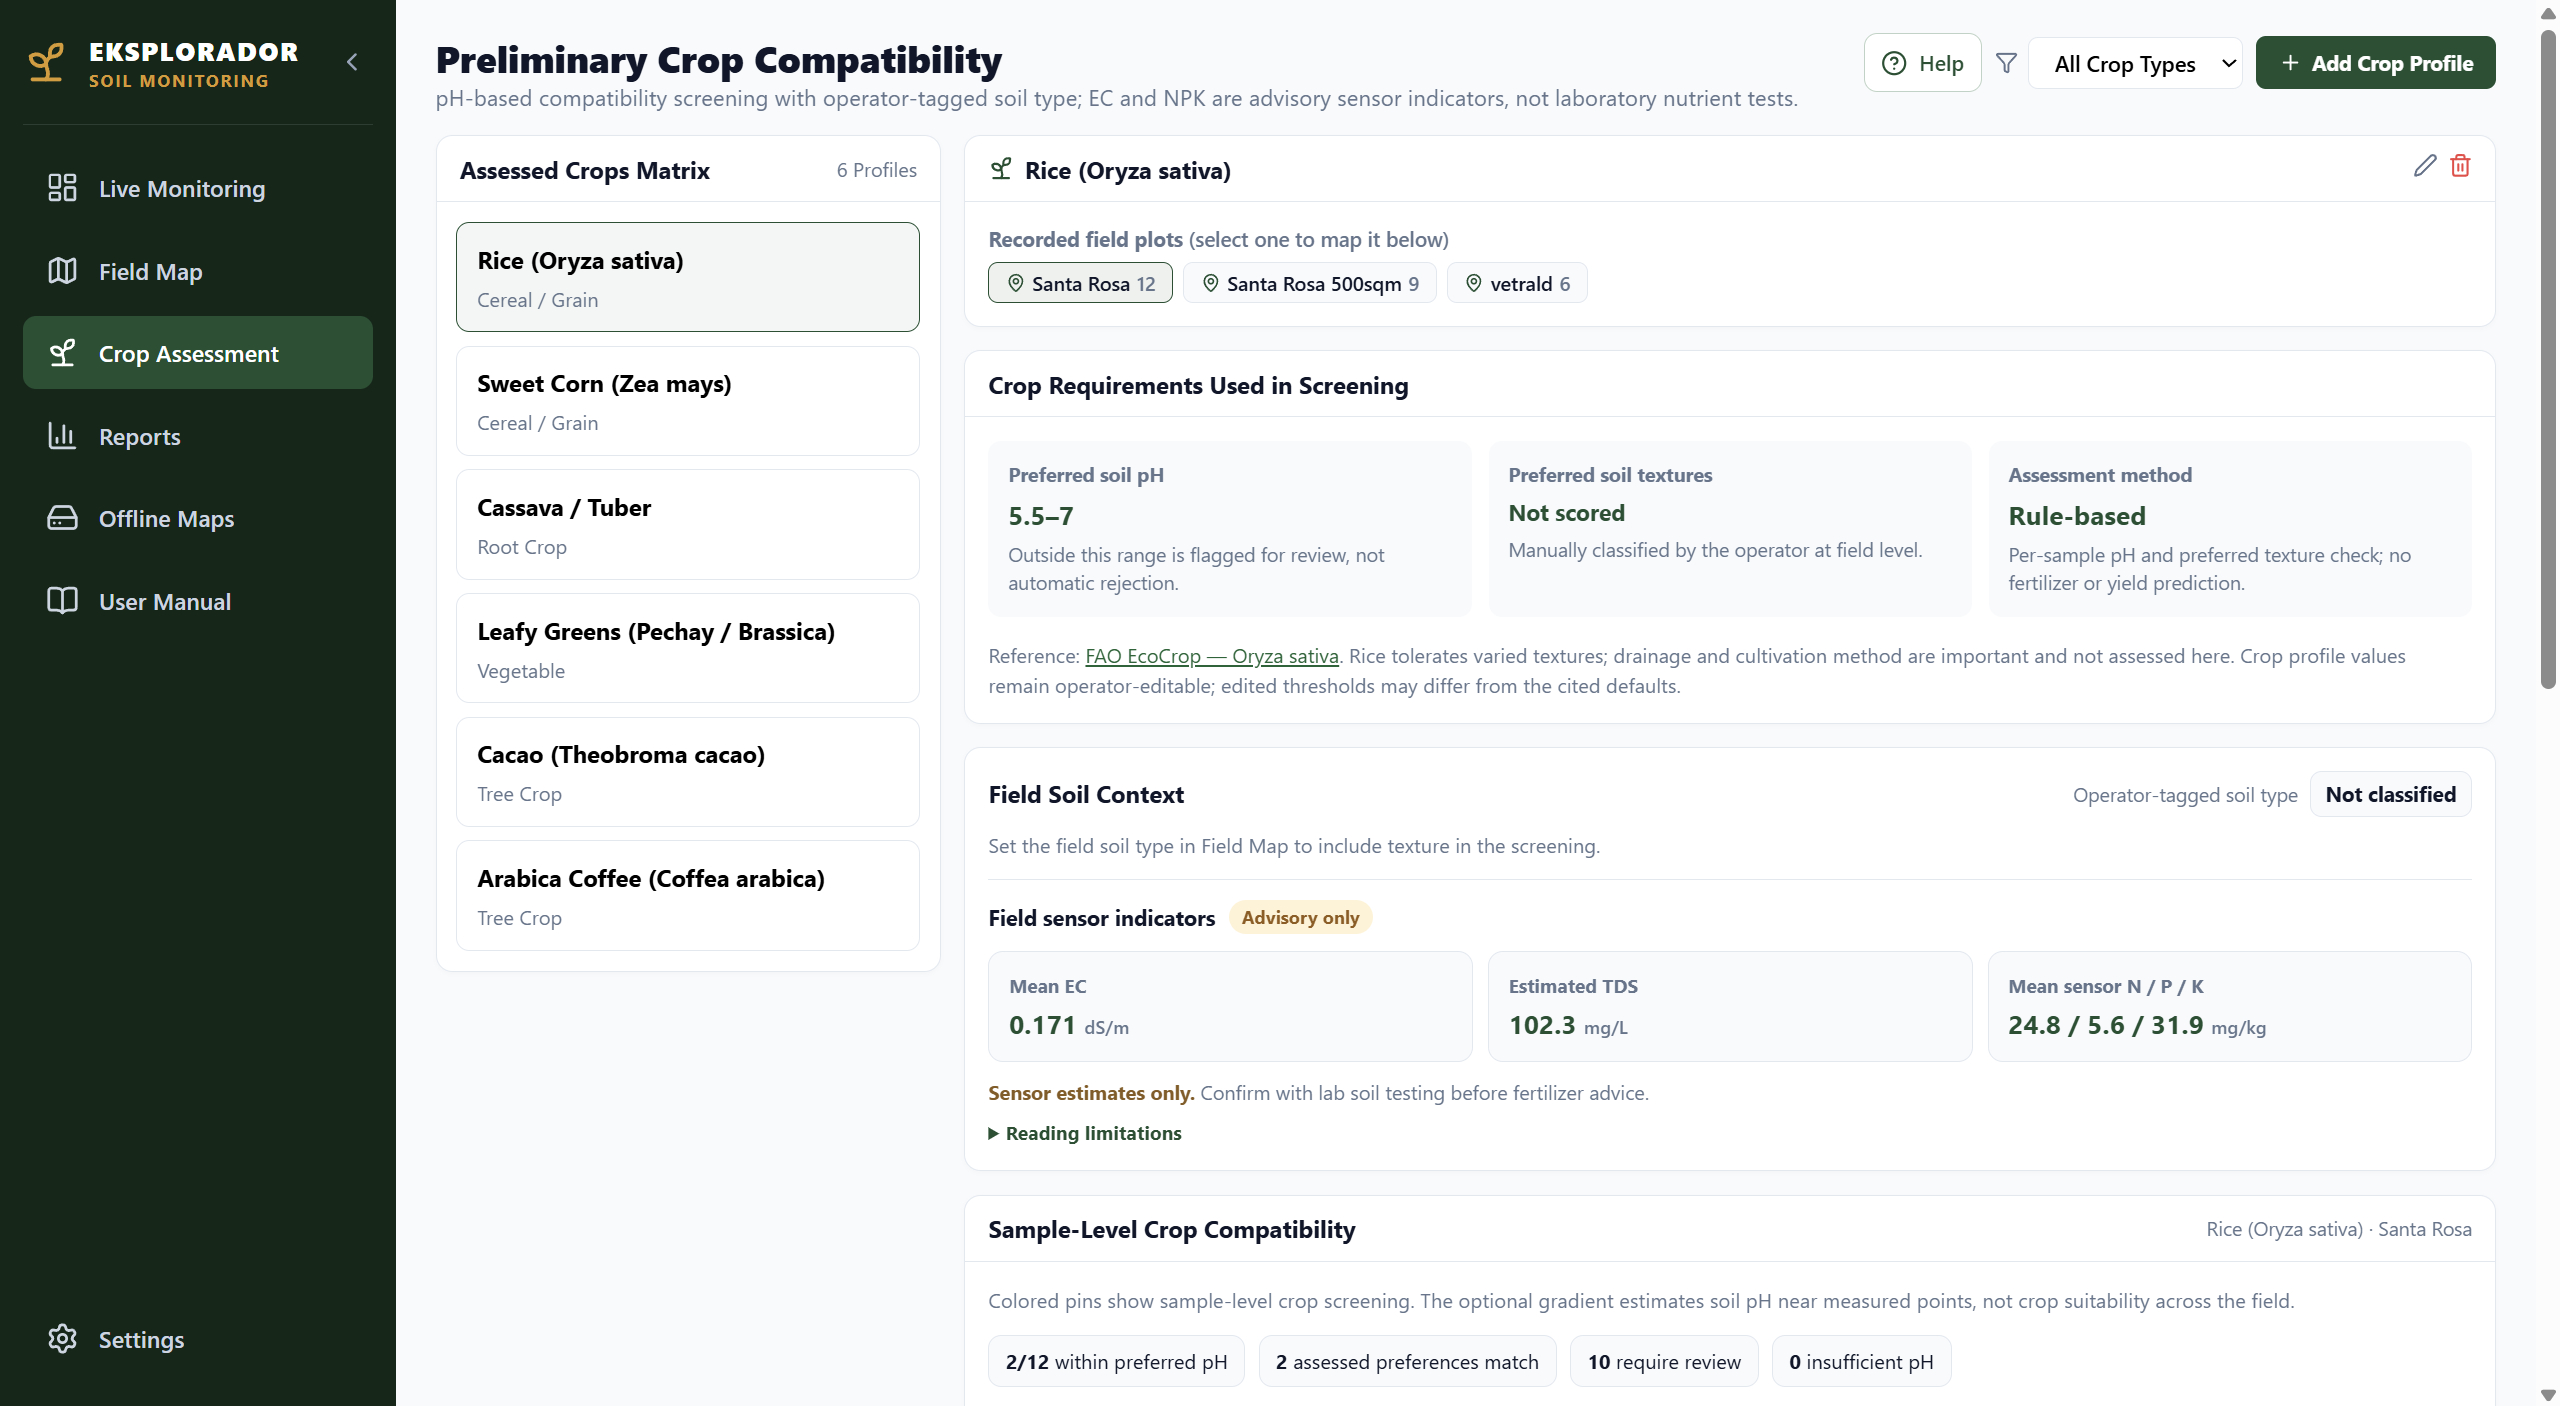 EKSPLORADOR
SOIL MONITORING
Live Monitoring
Field Map
Crop Assessment
Reports
Offline Maps
User Manual
Settings
Preliminary Crop Compatibility
pH-based compatibility screening with operator-tagged soil type; EC and NPK are advisory sensor indicators, not laboratory nutrient tests.
Help
All Crop Types
+ Add Crop Profile
Assessed Crops Matrix
6 Profiles
Rice (Oryza sativa)
Cereal / Grain
Sweet Corn (Zea mays)
Cereal / Grain
Cassava / Tuber
Root Crop
Leafy Greens (Pechay / Brassica)
Vegetable
Cacao (Theobroma cacao)
Tree Crop
Arabica Coffee (Coffea arabica)
Tree Crop
Rice (Oryza sativa)
Recorded field plots (select one to map it below)
Santa Rosa 12
Santa Rosa 500sqm 9
vetrald 6
Crop Requirements Used in Screening
Preferred soil pH
5.5–7
Outside this range is flagged for review, not
automatic rejection.
Preferred soil textures
Not scored
Manually classified by the operator at field level.
Assessment method
Rule-based
Per-sample pH and preferred texture check; no
fertilizer or yield prediction.
Reference: FAO EcoCrop — Oryza sativa. Rice tolerates varied textures; drainage and cultivation method are important and not assessed here. Crop profile values
remain operator-editable; edited thresholds may differ from the cited defaults.
Field Soil Context
Operator-tagged soil type
Not classified
Set the field soil type in Field Map to include texture in the screening.
Field sensor indicators
Advisory only
Mean EC
0.171 dS/m
Estimated TDS
102.3 mg/L
Mean sensor N / P / K
24.8 / 5.6 / 31.9 mg/kg
Sensor estimates only. Confirm with lab soil testing before fertilizer advice.
Reading limitations
Sample-Level Crop Compatibility
Rice (Oryza sativa) · Santa Rosa
Colored pins show sample-level crop screening. The optional gradient estimates soil pH near measured points, not crop suitability across the field.
2/12 within preferred pH
2 assessed preferences match
10 require review
0 insufficient pH